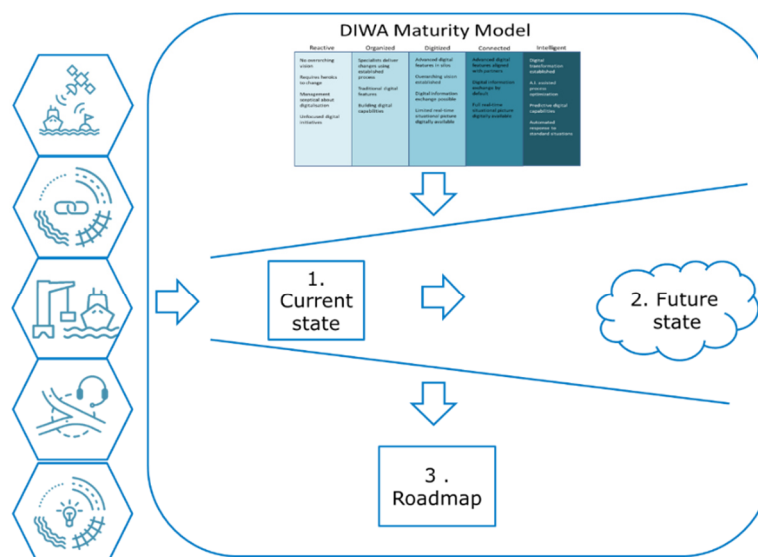 DIWA Maturity Model
Reactive
No overarching
vision
Requires heroics
to change
Management
sceptical about
digitalisation
Unfocused digital
initiatives
Organized
Specialists deliver
changes using
established
process
Traditional digital
features
Building digital
capabilities
Digitized
Advanced digital
features in silos
Overarching vision
established
Digital information
exchange possible
Limited real-time
situational picture
digitally available
Connected
Advanced digital
features aligned
with partners
Digital information
exchange by
default
Full real-time
situational picture
digitally available
Intelligent
Digital
transformation
established
A.I. assisted
process
optimization
Predictive digital
capabilities
Automated
response to
standard situations
1.
Current
state
2. Future
state
3 .
Roadmap